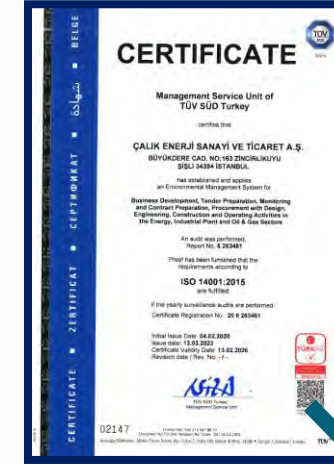 CERTIFICATE
Management Service Unit of
TÜV SÜD Turkey
certifies that
ÇALIK ENERJİ SANAYİ VE TİCARET A.Ş.
BÜYÜKDERE CAD. NO:163 ZİNCİRLİKUYU
ŞİŞLİ 34394 İSTANBUL
has established and applies
an Environmental Management System for
Business Development, Tender Preparation, Monitoring
and Contract Preparation, Procurement with Design,
Engineering, Construction and Operating Activities in
the Energy, Industrial Plant and Oil & Gas Sectors
An audit was performed,
Report No. 6 263461
Proof has been furnished that the
requirements according to
ISO 14001:2015
are fulfilled
if the yearly surveillance audits are performed
Certificate Registration No. 20 6 263461
Initial Issue Date: 04.02.2020
Issue date: 13.03.2023
Certificate Validity Date: 13.02.2026
Revision date / Rev. No: - / -
TÜV SÜD Turkey
Management Service Unit
02147
TÜV
CERTIFICATE ■ ZERTIFICAT ■ СЕРТИФИКАТ ■ شهادة ■ BELGE